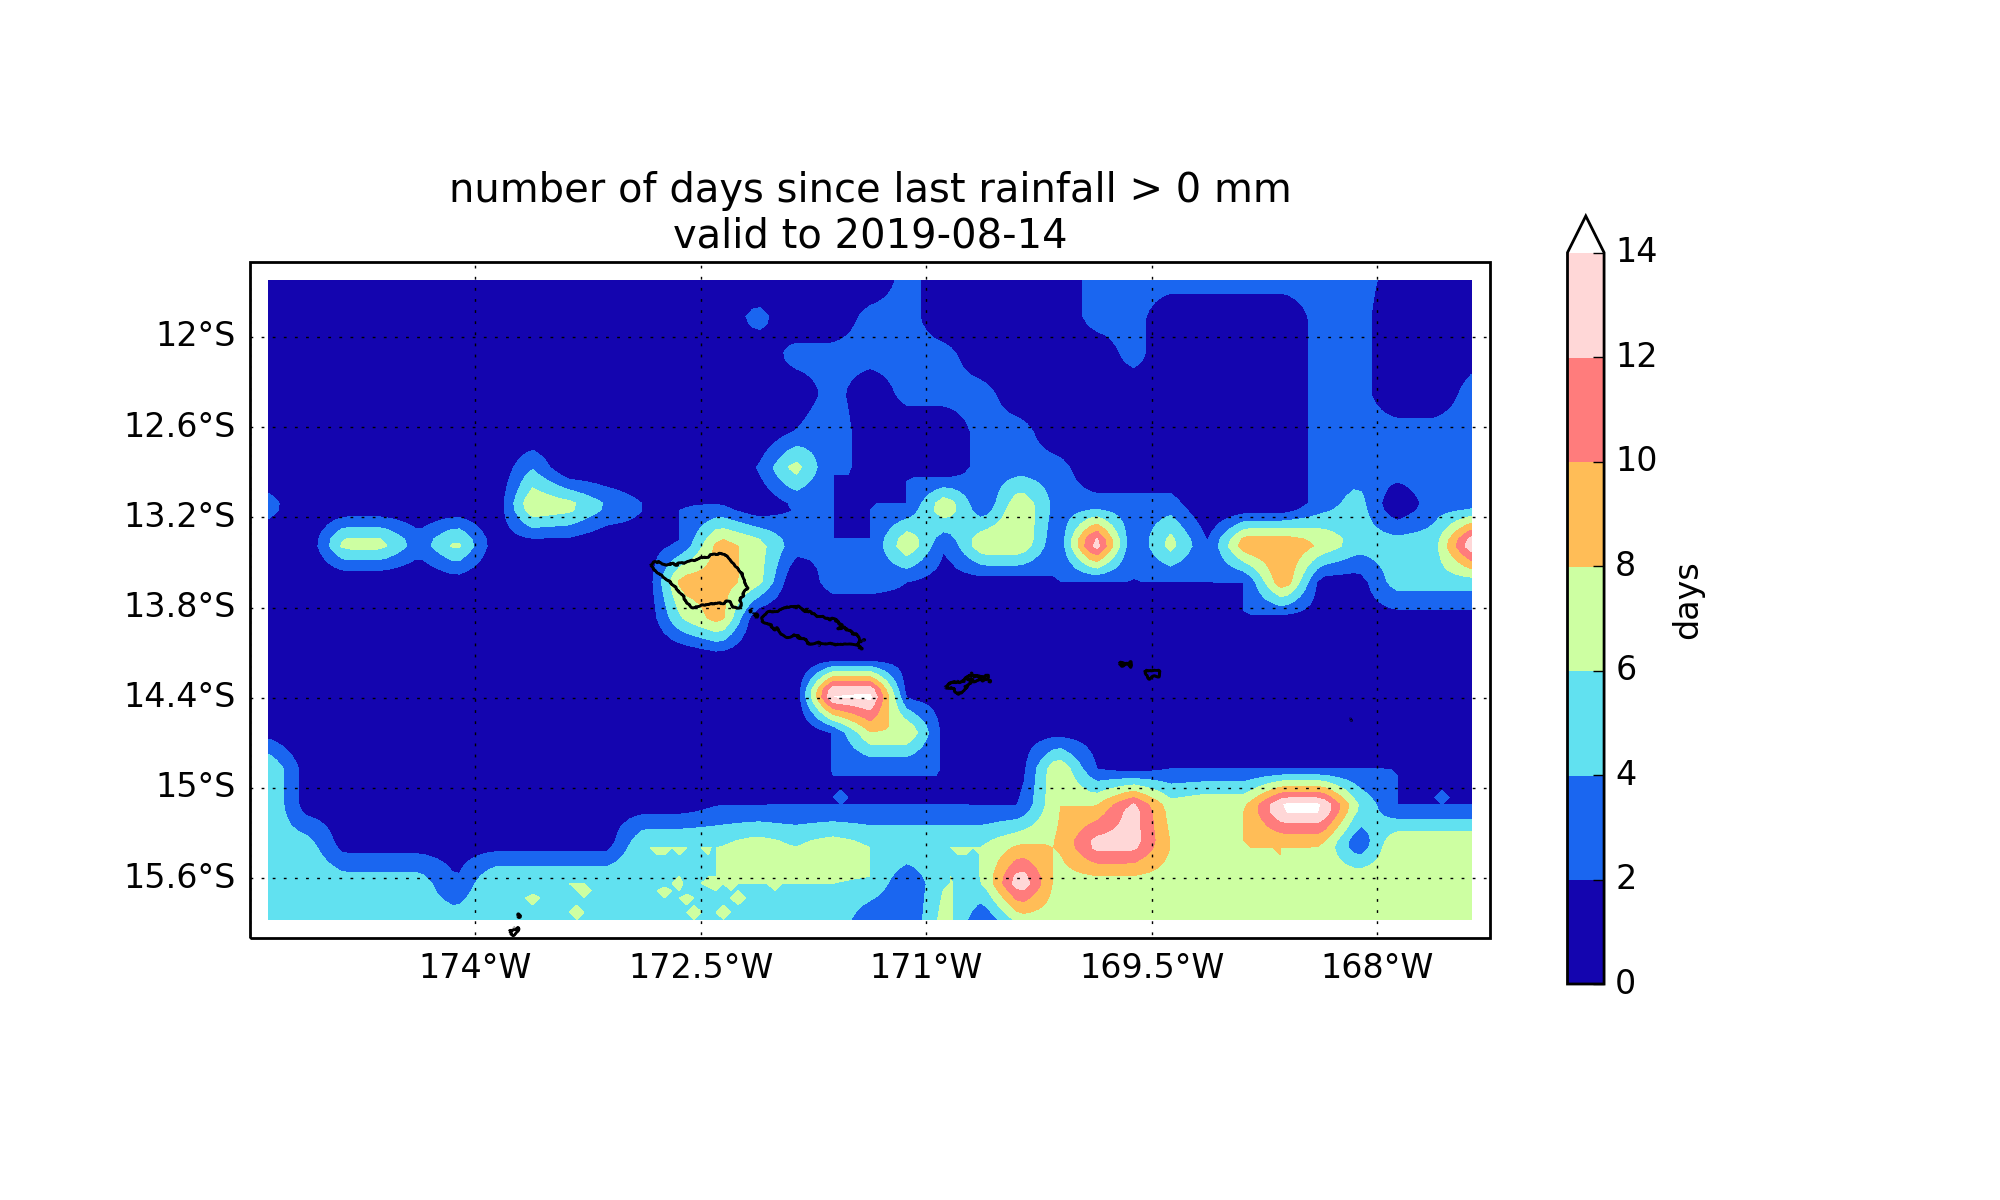 number of days since last rainfall > 0 mm
valid to 2019-08-14
12°S
12.6°S
13.2°S
13.8°S
14.4°S
15°S
15.6°S
174°W
172.5°W
171°W
169.5°W
168°W
14
12
10
8
6
4
2
0
days